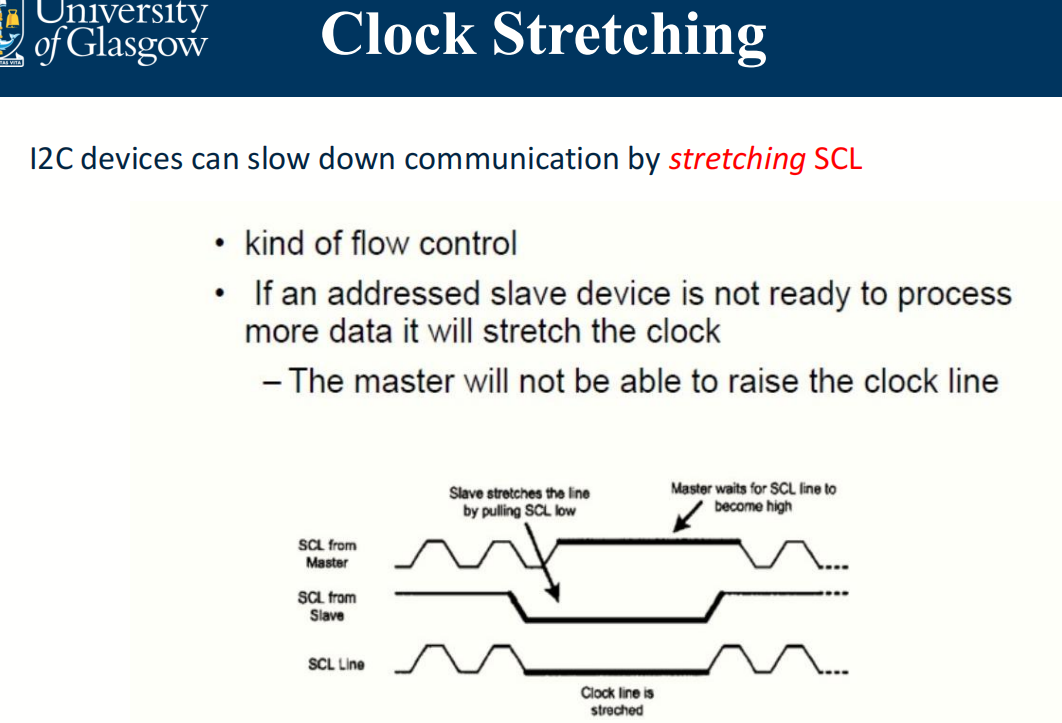 University
of Glasgow
Clock Stretching
I2C devices can slow down communication by stretching SCL
• kind of flow control
• If an addressed slave device is not ready to process
more data it will stretch the clock
– The master will not be able to raise the clock line
Slave stretches the line
by pulling SCL low
Master waits for SCL line to
become high
SCL from
Master
SCL from
Slave
SCL Line
Clock line is
streched